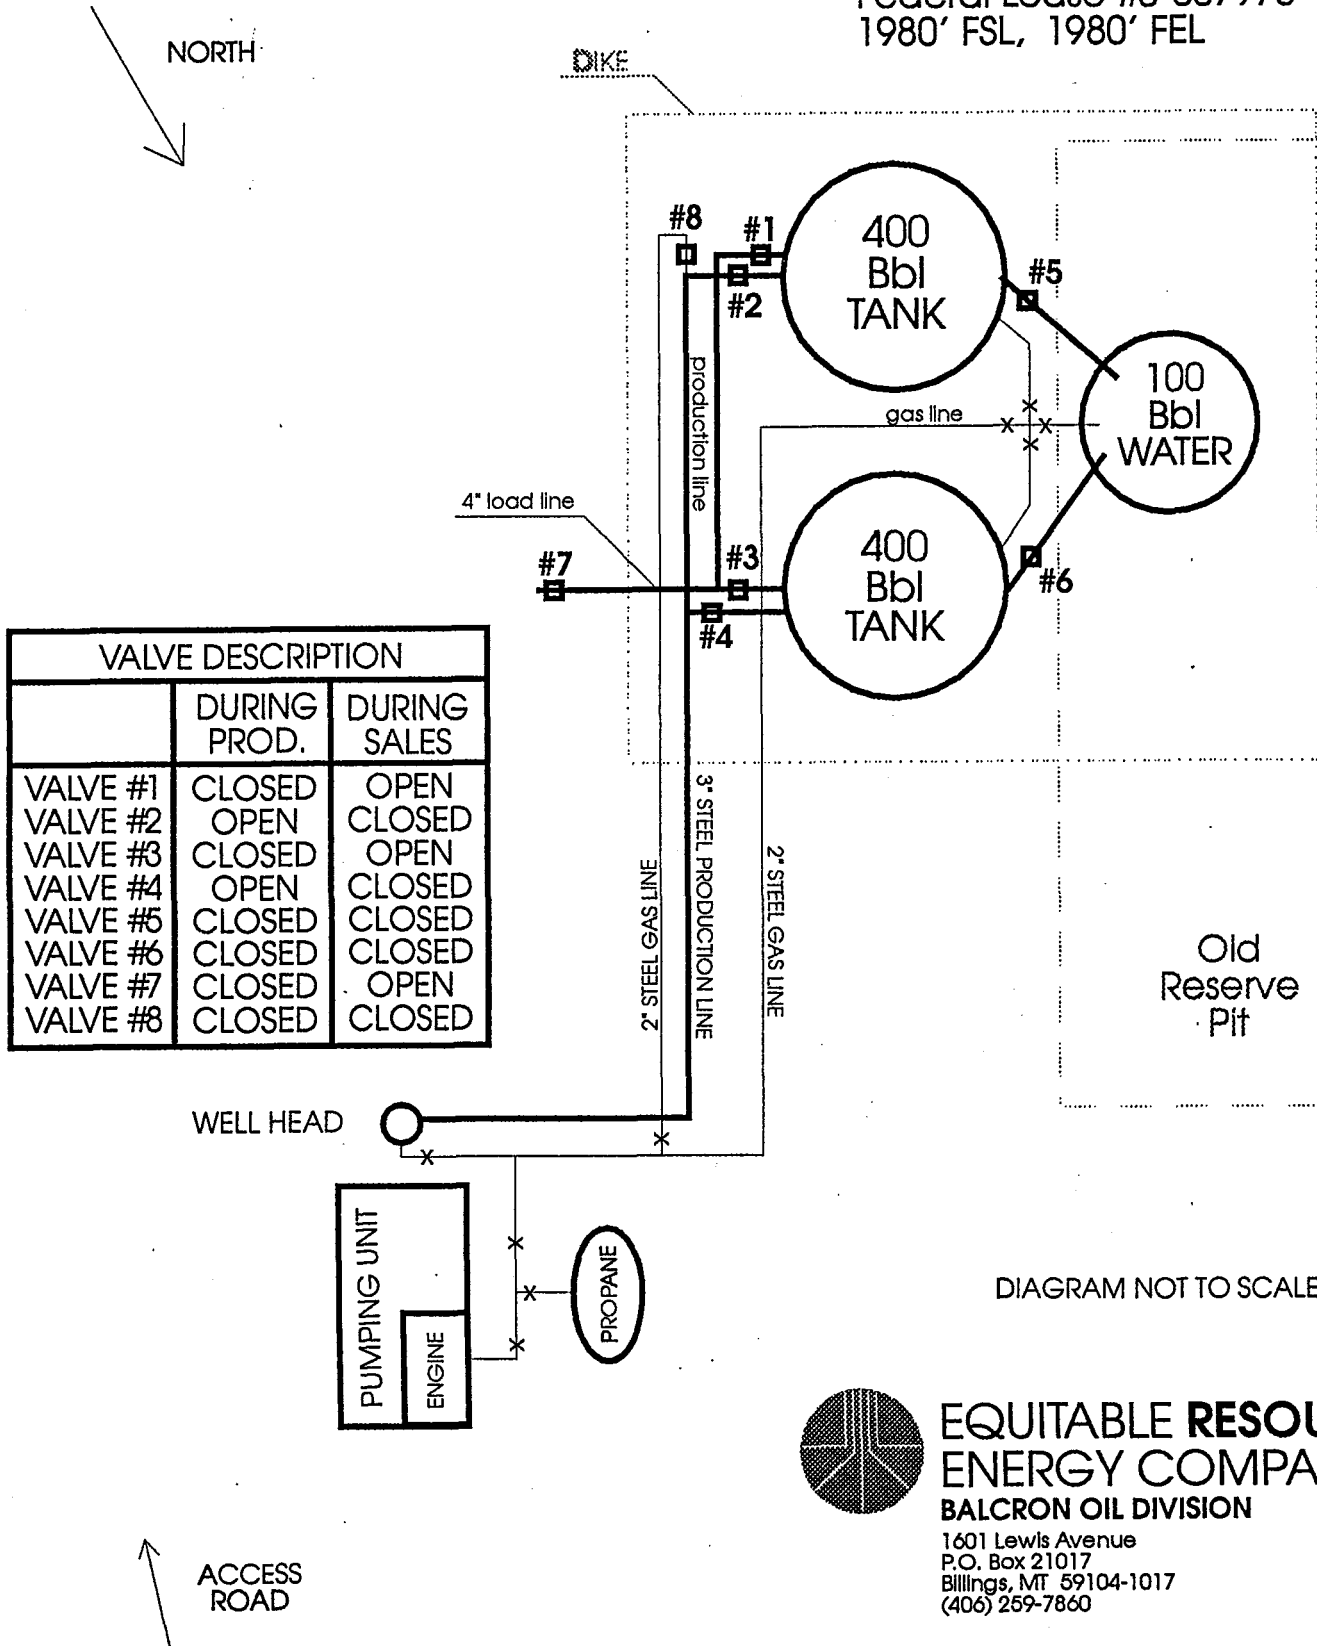 1980' FSL, 1980' FEL
NORTH
DIKE
#8
#1
#2
400
Bbl
TANK
#5
production line
gas line
100
Bbl
WATER
4" load line
#7
#3
#4
400
Bbl
TANK
#6
VALVE DESCRIPTION
DURING PROD.
DURING SALES
VALVE #1 CLOSED OPEN
VALVE #2 OPEN CLOSED
VALVE #3 CLOSED OPEN
VALVE #4 OPEN CLOSED
VALVE #5 CLOSED CLOSED
VALVE #6 CLOSED CLOSED
VALVE #7 CLOSED OPEN
VALVE #8 CLOSED CLOSED
2" STEEL GAS LINE
3" STEEL PRODUCTION LINE
2" STEEL GAS LINE
Old
Reserve
Pit
WELL HEAD
PUMPING UNIT
ENGINE
PROPANE
DIAGRAM NOT TO SCALE
EQUITABLE RESOU
ENERGY COMPA
BALCRON OIL DIVISION
1601 Lewis Avenue
P.O. Box 21017
Billings, MT 59104-1017
(406) 259-7860
ACCESS
ROAD